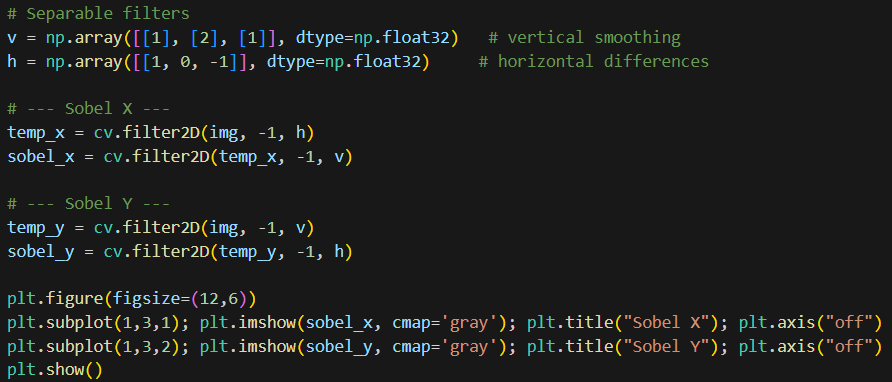 # Separable filters
v = np.array([[1], [2], [1]], dtype=np.float32)   # vertical smoothing
h = np.array([[1, 0, -1]], dtype=np.float32)     # horizontal differences

# --- Sobel X ---
temp_x = cv.filter2D(img, -1, h)
sobel_x = cv.filter2D(temp_x, -1, v)

# --- Sobel Y ---
temp_y = cv.filter2D(img, -1, v)
sobel_y = cv.filter2D(temp_y, -1, h)

plt.figure(figsize=(12,6))
plt.subplot(1,3,1); plt.imshow(sobel_x, cmap='gray'); plt.title("Sobel X"); plt.axis("off")
plt.subplot(1,3,2); plt.imshow(sobel_y, cmap='gray'); plt.title("Sobel Y"); plt.axis("off")
plt.show()